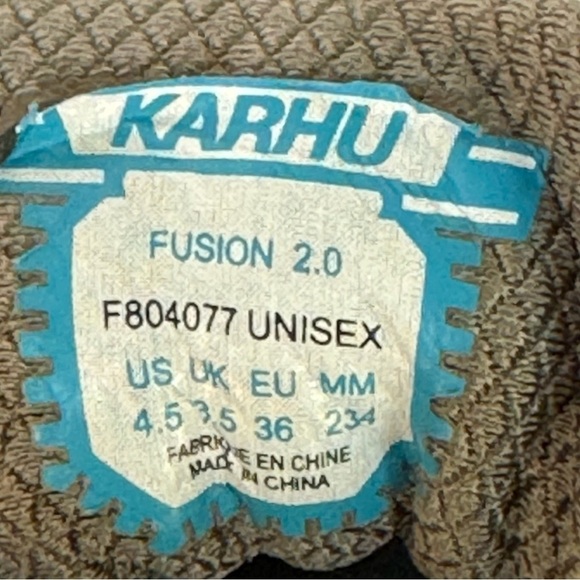 KARHU
FUSION 2.0
F804077 UNISEX
US UK EU MM
4.5 3.5 36 234
FABRIQUE EN CHINE
MADE IN CHINA